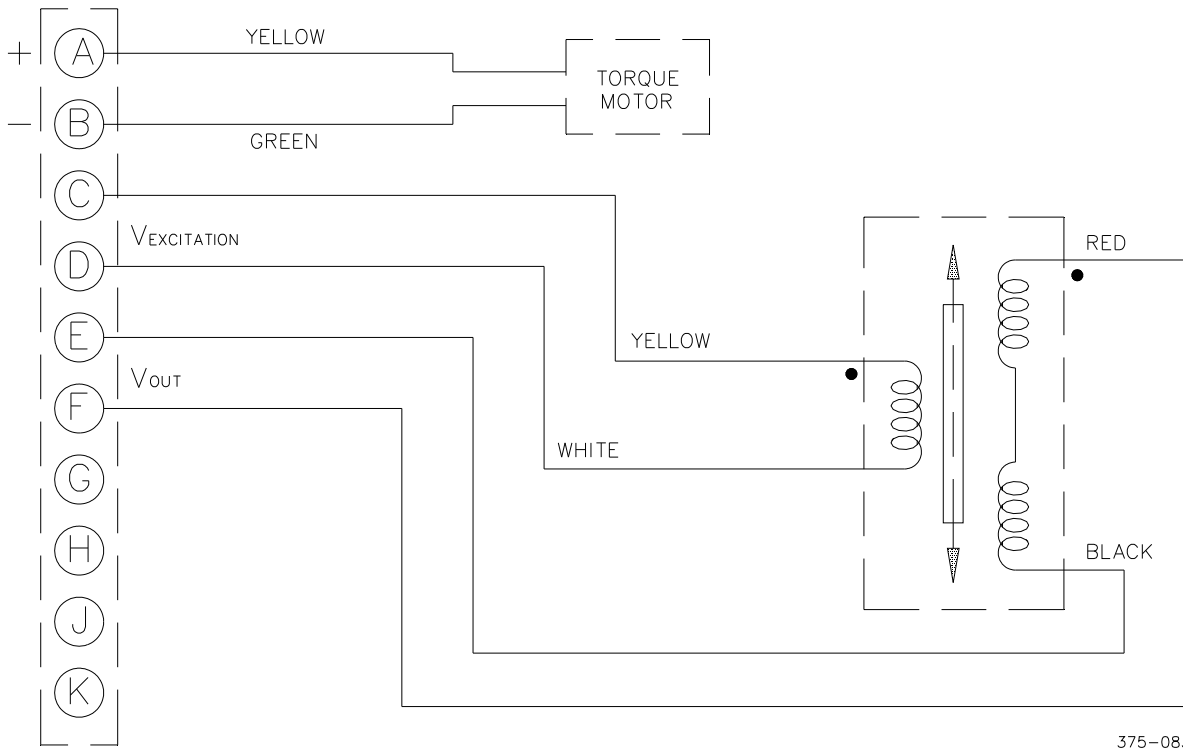 + A YELLOW
TORQUE
MOTOR
− B
GREEN
C
VEXCITATION
D
RED
E
YELLOW
VOUT
F
WHITE
G
H
BLACK
J
K